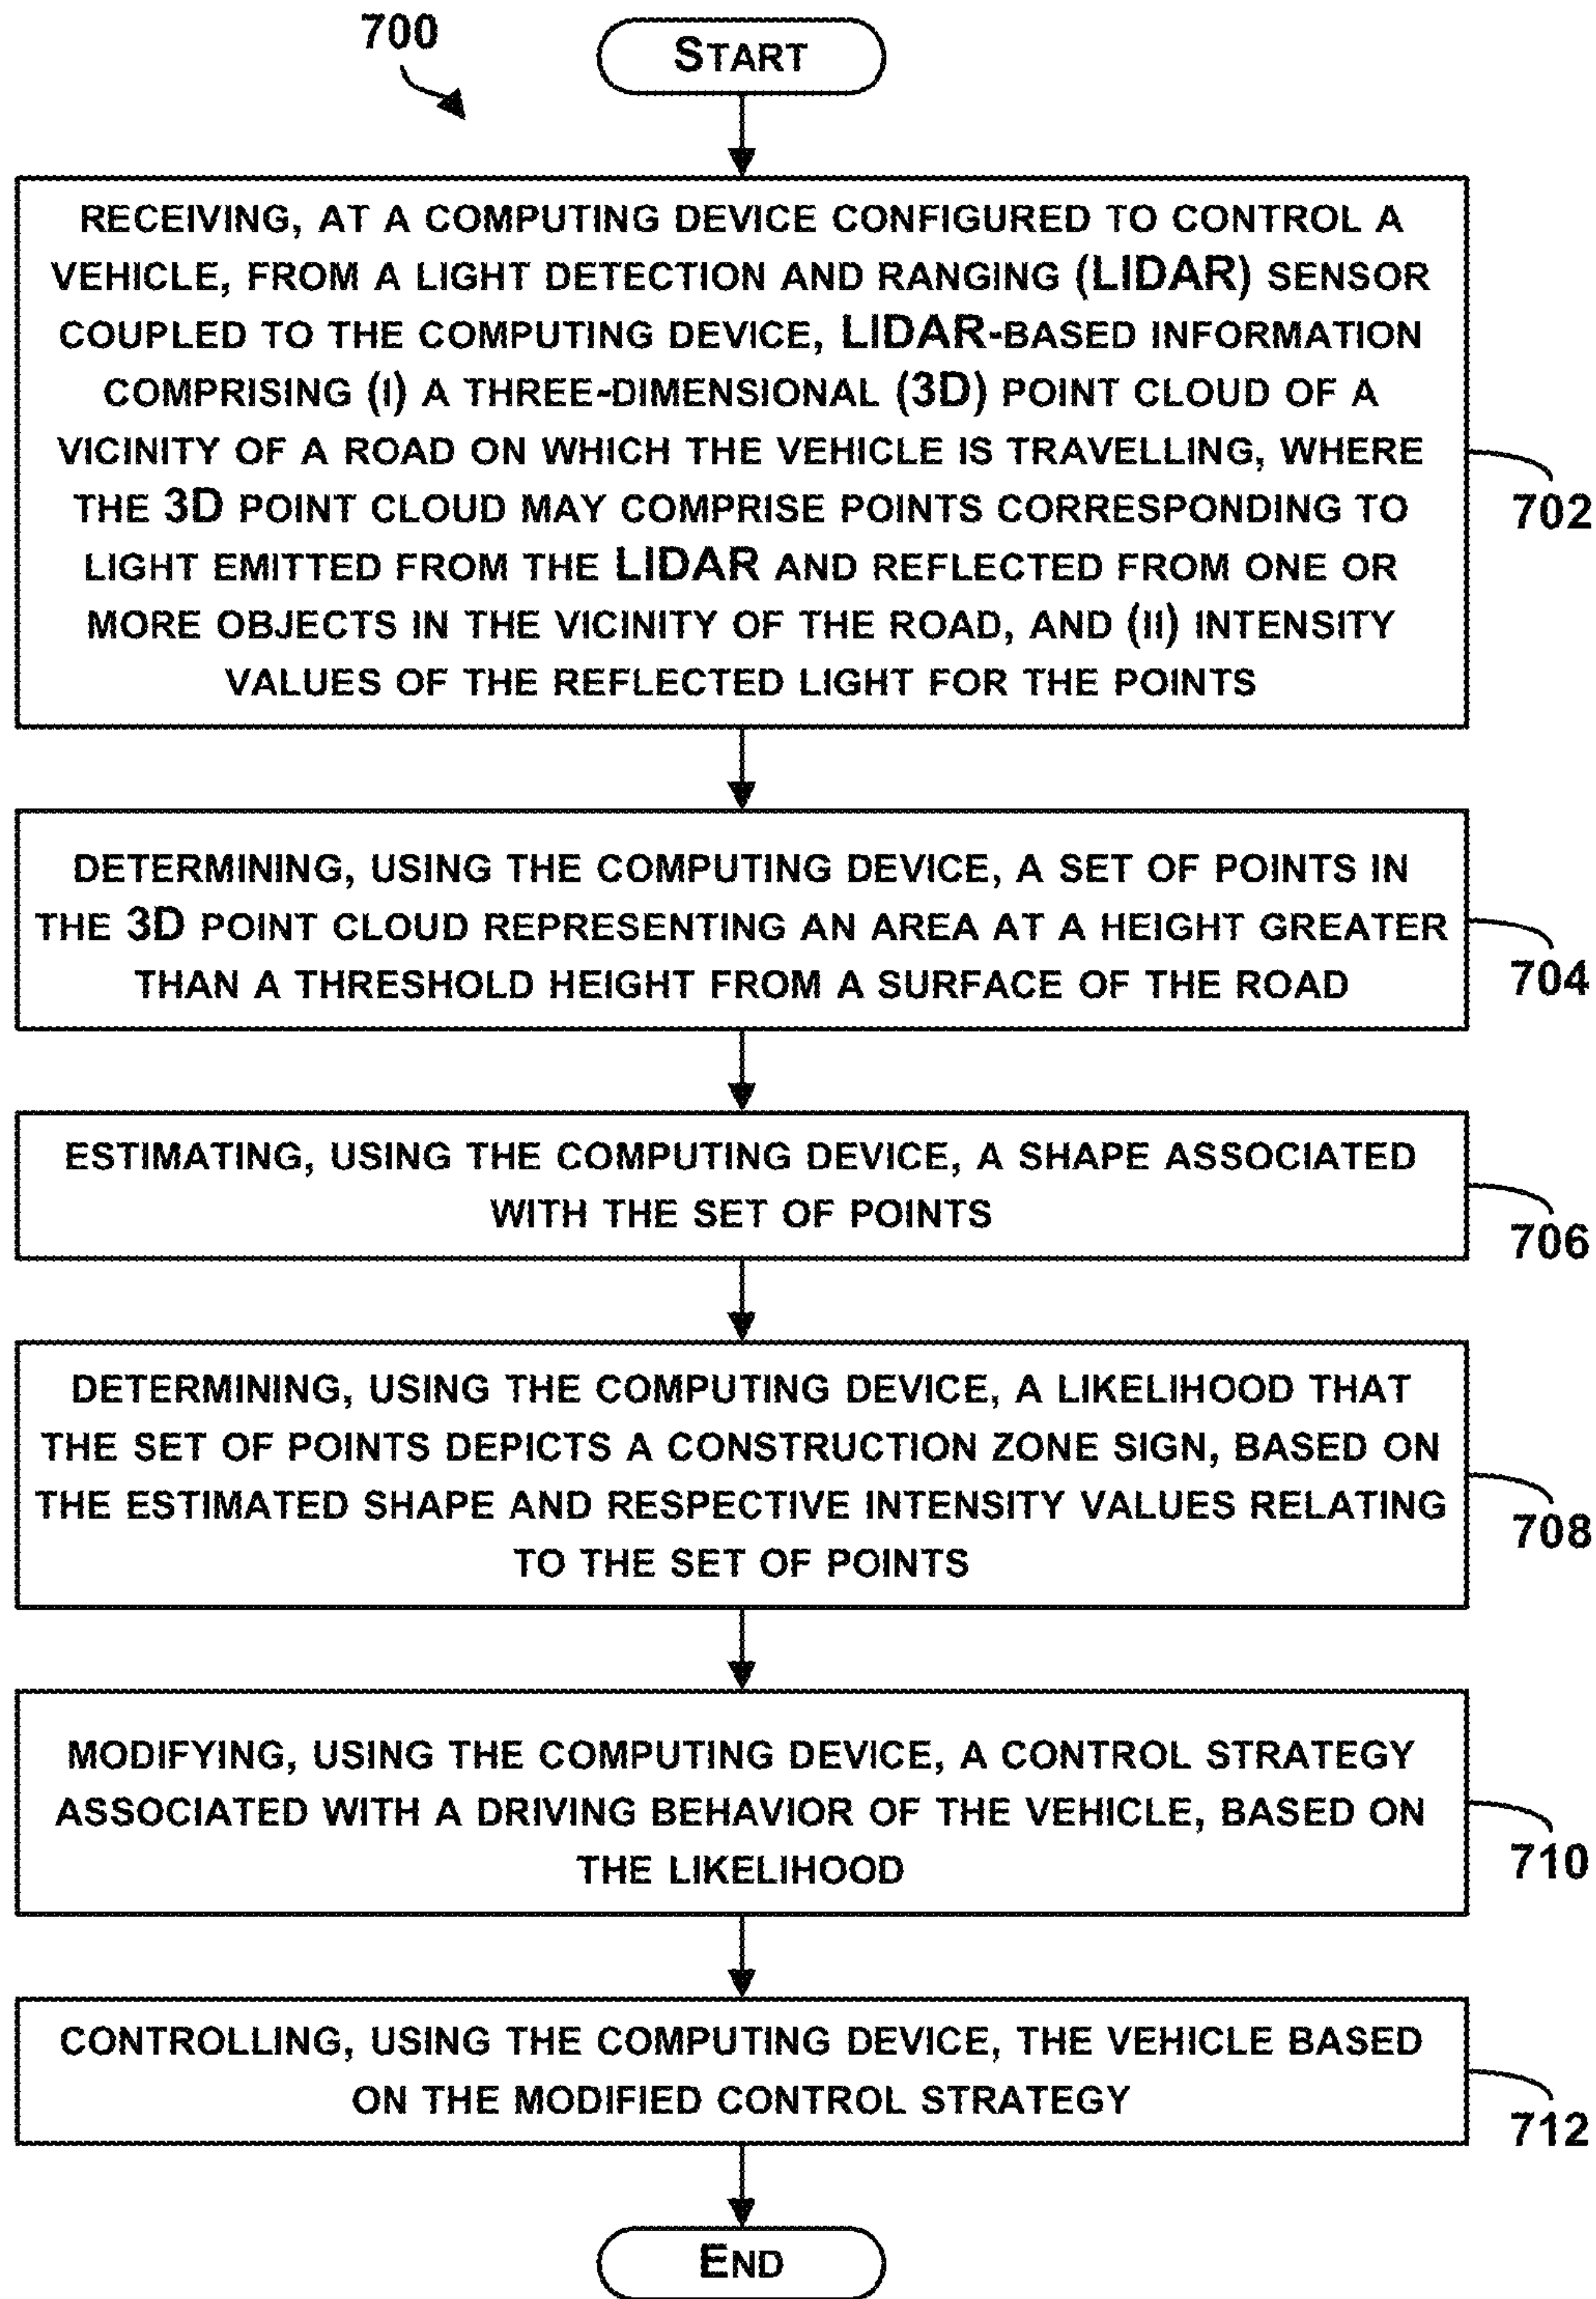 700
START
RECEIVING, AT A COMPUTING DEVICE CONFIGURED TO CONTROL A
VEHICLE, FROM A LIGHT DETECTION AND RANGING (LIDAR) SENSOR
COUPLED TO THE COMPUTING DEVICE, LIDAR-BASED INFORMATION
COMPRISING (I) A THREE-DIMENSIONAL (3D) POINT CLOUD OF A
VICINITY OF A ROAD ON WHICH THE VEHICLE IS TRAVELLING, WHERE
THE 3D POINT CLOUD MAY COMPRISE POINTS CORRESPONDING TO
LIGHT EMITTED FROM THE LIDAR AND REFLECTED FROM ONE OR
MORE OBJECTS IN THE VICINITY OF THE ROAD, AND (II) INTENSITY
VALUES OF THE REFLECTED LIGHT FOR THE POINTS
702
DETERMINING, USING THE COMPUTING DEVICE, A SET OF POINTS IN
THE 3D POINT CLOUD REPRESENTING AN AREA AT A HEIGHT GREATER
THAN A THRESHOLD HEIGHT FROM A SURFACE OF THE ROAD
704
ESTIMATING, USING THE COMPUTING DEVICE, A SHAPE ASSOCIATED
WITH THE SET OF POINTS
706
DETERMINING, USING THE COMPUTING DEVICE, A LIKELIHOOD THAT
THE SET OF POINTS DEPICTS A CONSTRUCTION ZONE SIGN, BASED ON
THE ESTIMATED SHAPE AND RESPECTIVE INTENSITY VALUES RELATING
TO THE SET OF POINTS
708
MODIFYING, USING THE COMPUTING DEVICE, A CONTROL STRATEGY
ASSOCIATED WITH A DRIVING BEHAVIOR OF THE VEHICLE, BASED ON
THE LIKELIHOOD
710
CONTROLLING, USING THE COMPUTING DEVICE, THE VEHICLE BASED
ON THE MODIFIED CONTROL STRATEGY
712
END